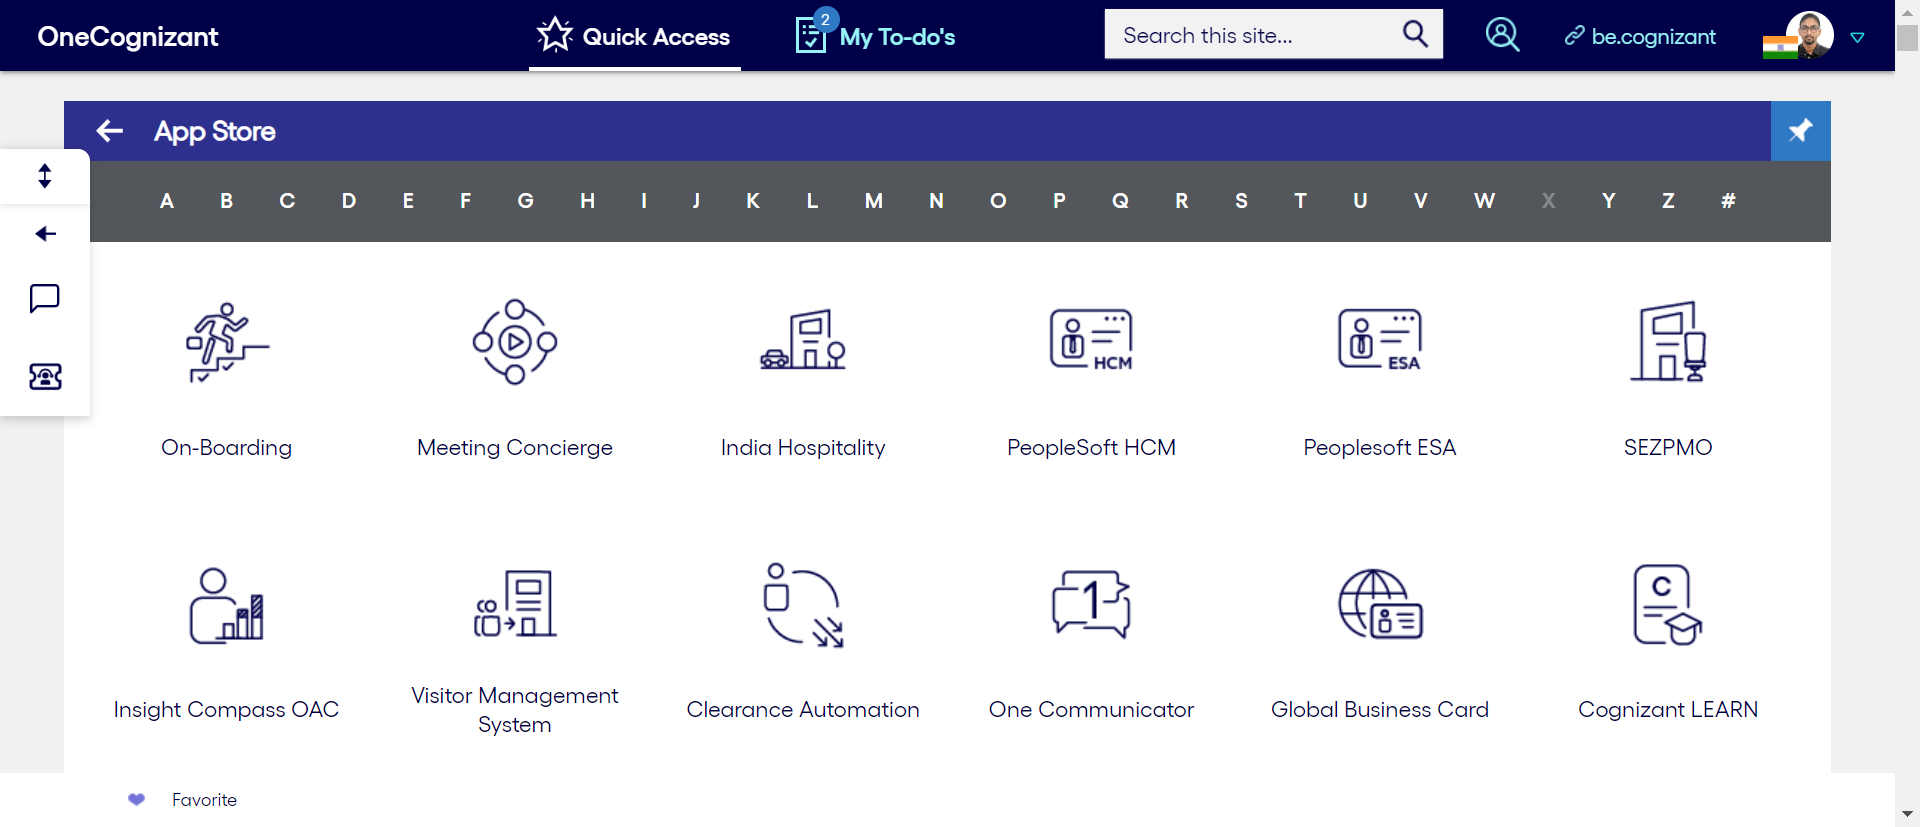 OneCognizant
Quick Access
2
My To-do's
Search this site...
be.cognizant
App Store
A B C D E F G H I J K L M N O P Q R S T U V W X Y Z #
HCM
ESA
On-Boarding
Meeting Concierge
India Hospitality
PeopleSoft HCM
Peoplesoft ESA
SEZPMO
1
C
Insight Compass OAC
Visitor Management
System
Clearance Automation
One Communicator
Global Business Card
Cognizant LEARN
Favorite